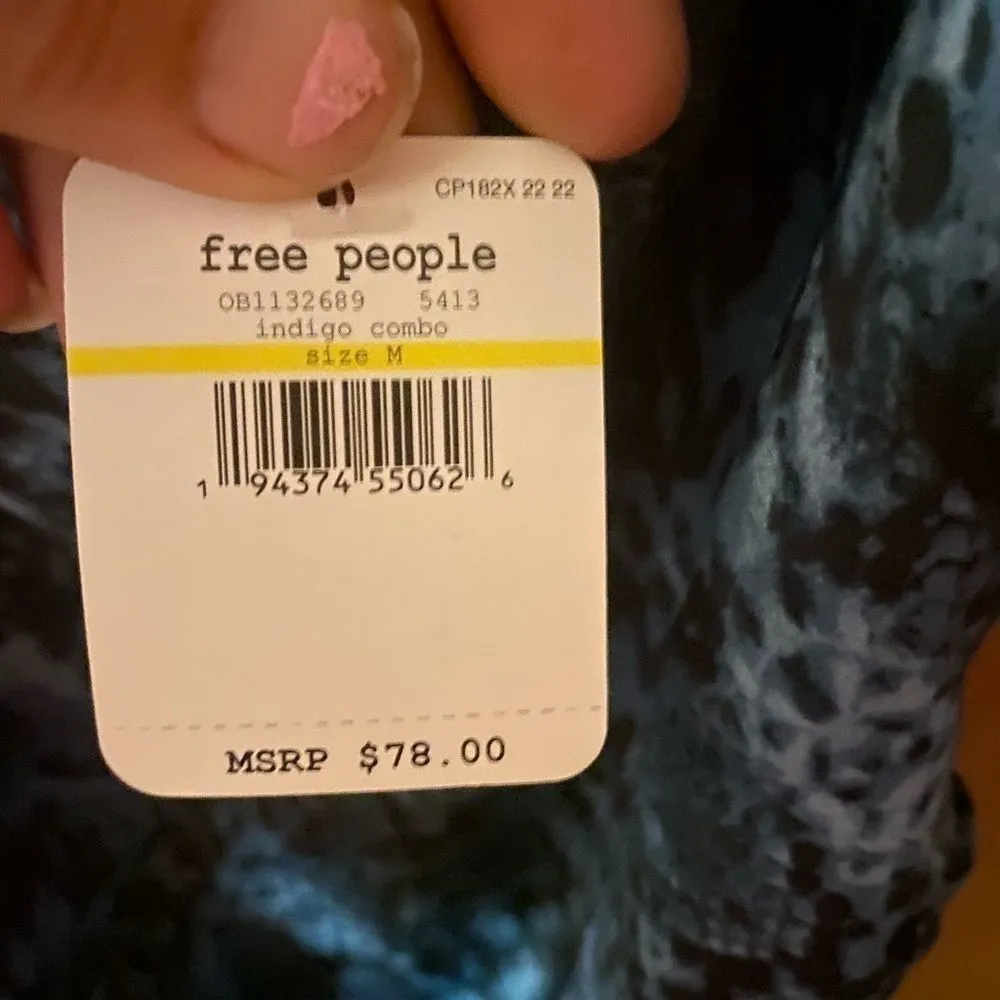 CP182X 22 22
free people
OB1132689 5413
indigo combo
size M
1 94374 55062 6
MSRP $78.00